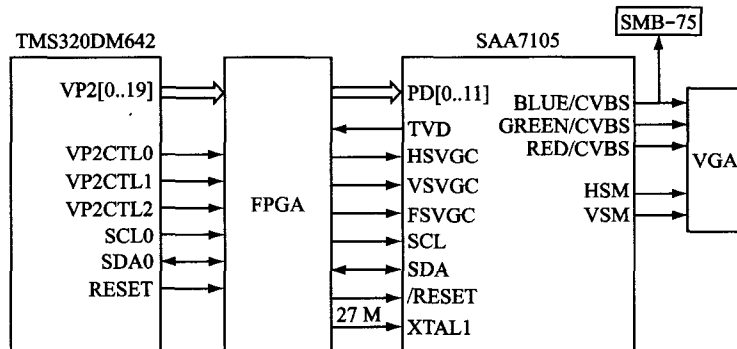 TMS320DM642
SAA7105
SMB-75
VP2[0..19]
PD[0..11]
BLUE/CVBS
TVD
GREEN/CVBS
VP2CTL0
HSVGC
RED/CVBS
VGA
VP2CTL1
VSVGC
VP2CTL2
FPGA
FSVGC
HSM
SCL0
SCL
VSM
SDA0
SDA
RESET
/RESET
27 M
XTAL1